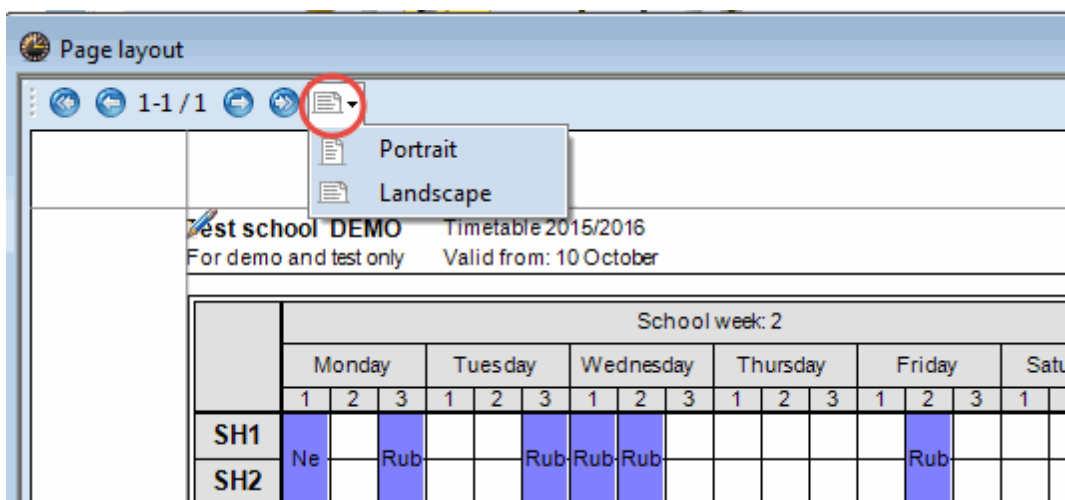 Page layout
1-1 / 1
Portrait
Landscape
Test school DEMO Timetable 2015/2016
For demo and test only Valid from: 10 October
School week: 2
Monday Tuesday Wednesday Thursday Friday Satu
1 2 3 1 2 3 1 2 3 1 2 3 1 2 3 1
SH1
Ne Rub Rub Rub Rub Rub
SH2